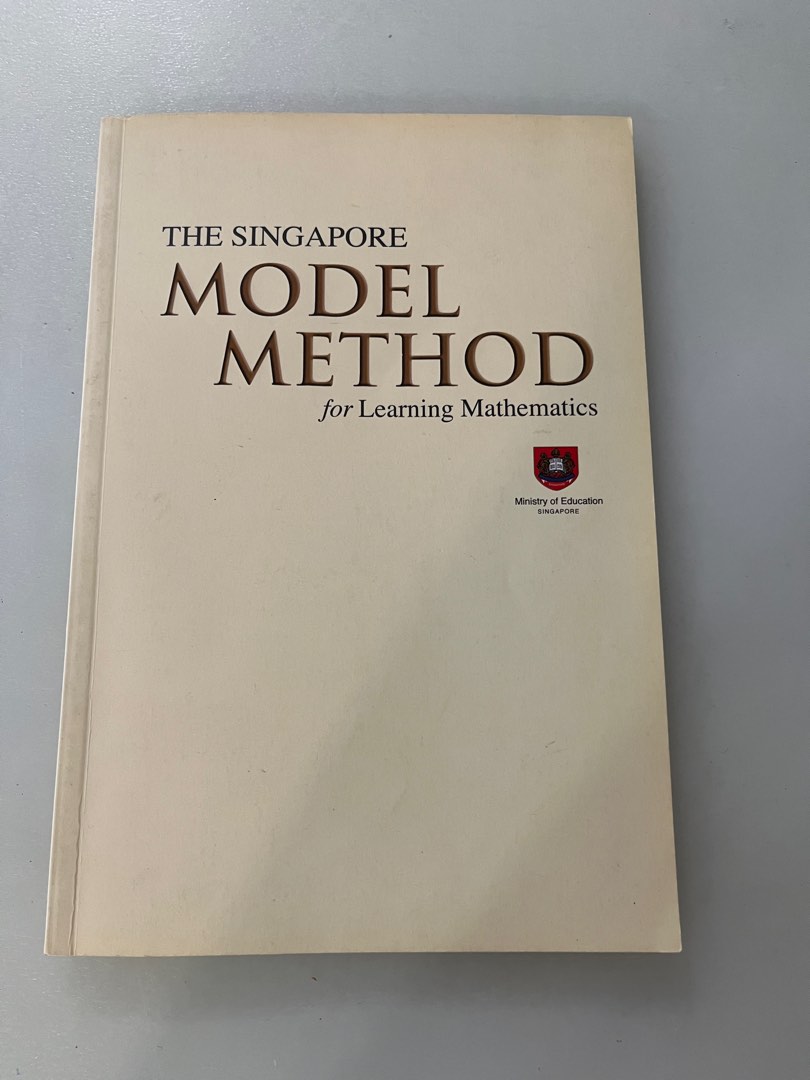 THE SINGAPORE
MODEL
METHOD
for Learning Mathematics
Ministry of Education
SINGAPORE